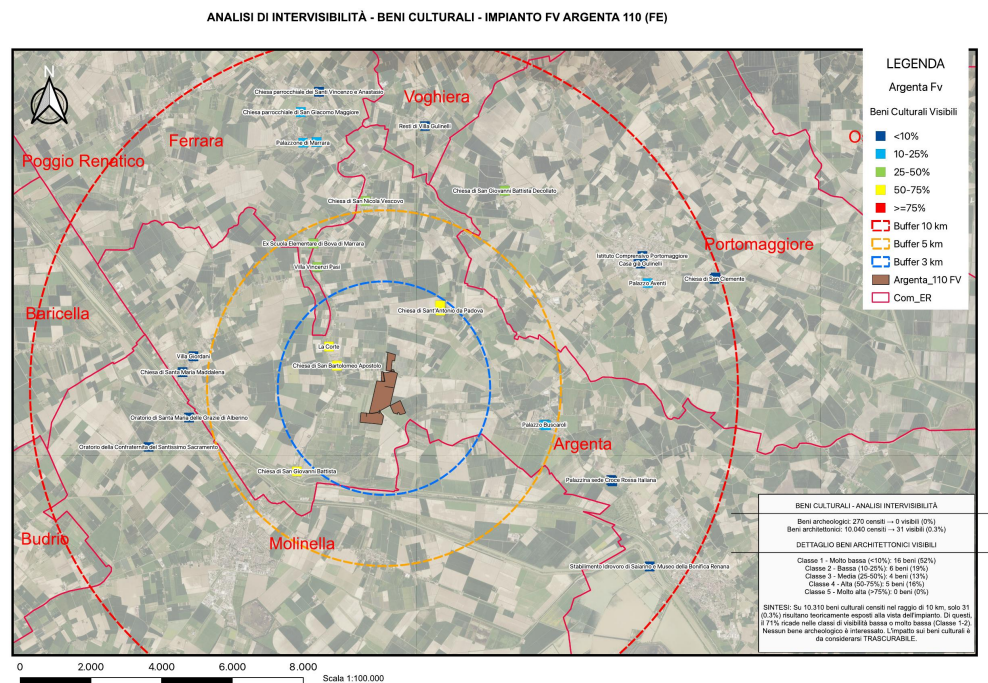 ANALISI DI INTERVISIBILITÀ - BENI CULTURALI - IMPIANTO FV ARGENTA 110 (FE)
N
Chiesa parrocchiale dei Santi Vincenzo e Anastasio
Voghiera
Chiesa parrocchiale di San Giacomo Maggiore
Resti di Villa Gulinelli
Ferrara
Palazzone di Marrara
Poggio Renatico
Chiesa di San Giovanni Battista Decollato
Chiesa di San Nicola Vescovo
Ex Scuola Elementare di Bova di Marrara
Portomaggiore
Istituto Comprensivo Portomaggiore
Casa già Gulinelli
Villa Vincenzi Pasi
Chiesa di San Clemente
Palazzo Aventi
Baricella
Chiesa di Sant'Antonio da Padova
La Corte
Villa Giordani
Chiesa di San Bartolomeo Apostolo
Chiesa di Santa Maria Maddalena
Oratorio di Santa Maria delle Grazie di Alberino
Palazzo Buscaroli
Argenta
Oratorio della Confraternita del Santissimo Sacramento
Chiesa di San Giovanni Battista
Palazzina sede Croce Rossa Italiana
Budrio
Molinella
Stabilimento Idrovoro di Saiarino e Museo della Bonifica Renana
LEGENDA
Argenta Fv
Beni Culturali Visibili
<10%
10-25%
25-50%
50-75%
>=75%
Buffer 10 km
Buffer 5 km
Buffer 3 km
Argenta_110 FV
Com_ER
BENI CULTURALI - ANALISI INTERVISIBILITÀ
Beni archeologici: 270 censiti → 0 visibili (0%)
Beni architettonici: 10.040 censiti → 31 visibili (0.3%)
DETTAGLIO BENI ARCHITETTONICI VISIBILI
Classe 1 - Molto bassa (<10%): 16 beni (52%)
Classe 2 - Bassa (10-25%): 6 beni (19%)
Classe 3 - Media (25-50%): 4 beni (13%)
Classe 4 - Alta (50-75%): 5 beni (16%)
Classe 5 - Molto alta (>75%): 0 beni (0%)
SINTESI: Su 10.310 beni culturali censiti nel raggio di 10 km, solo 31
(0.3%) risultano teoricamente esposti alla vista dell'impianto. Di questi,
il 71% ricade nelle classi di visibilità bassa o molto bassa (Classe 1-2).
Nessun bene archeologico è interessato. L'impatto sui beni culturali è
da considerarsi TRASCURABILE.
0 2.000 4.000 6.000 8.000
Scala 1:100.000